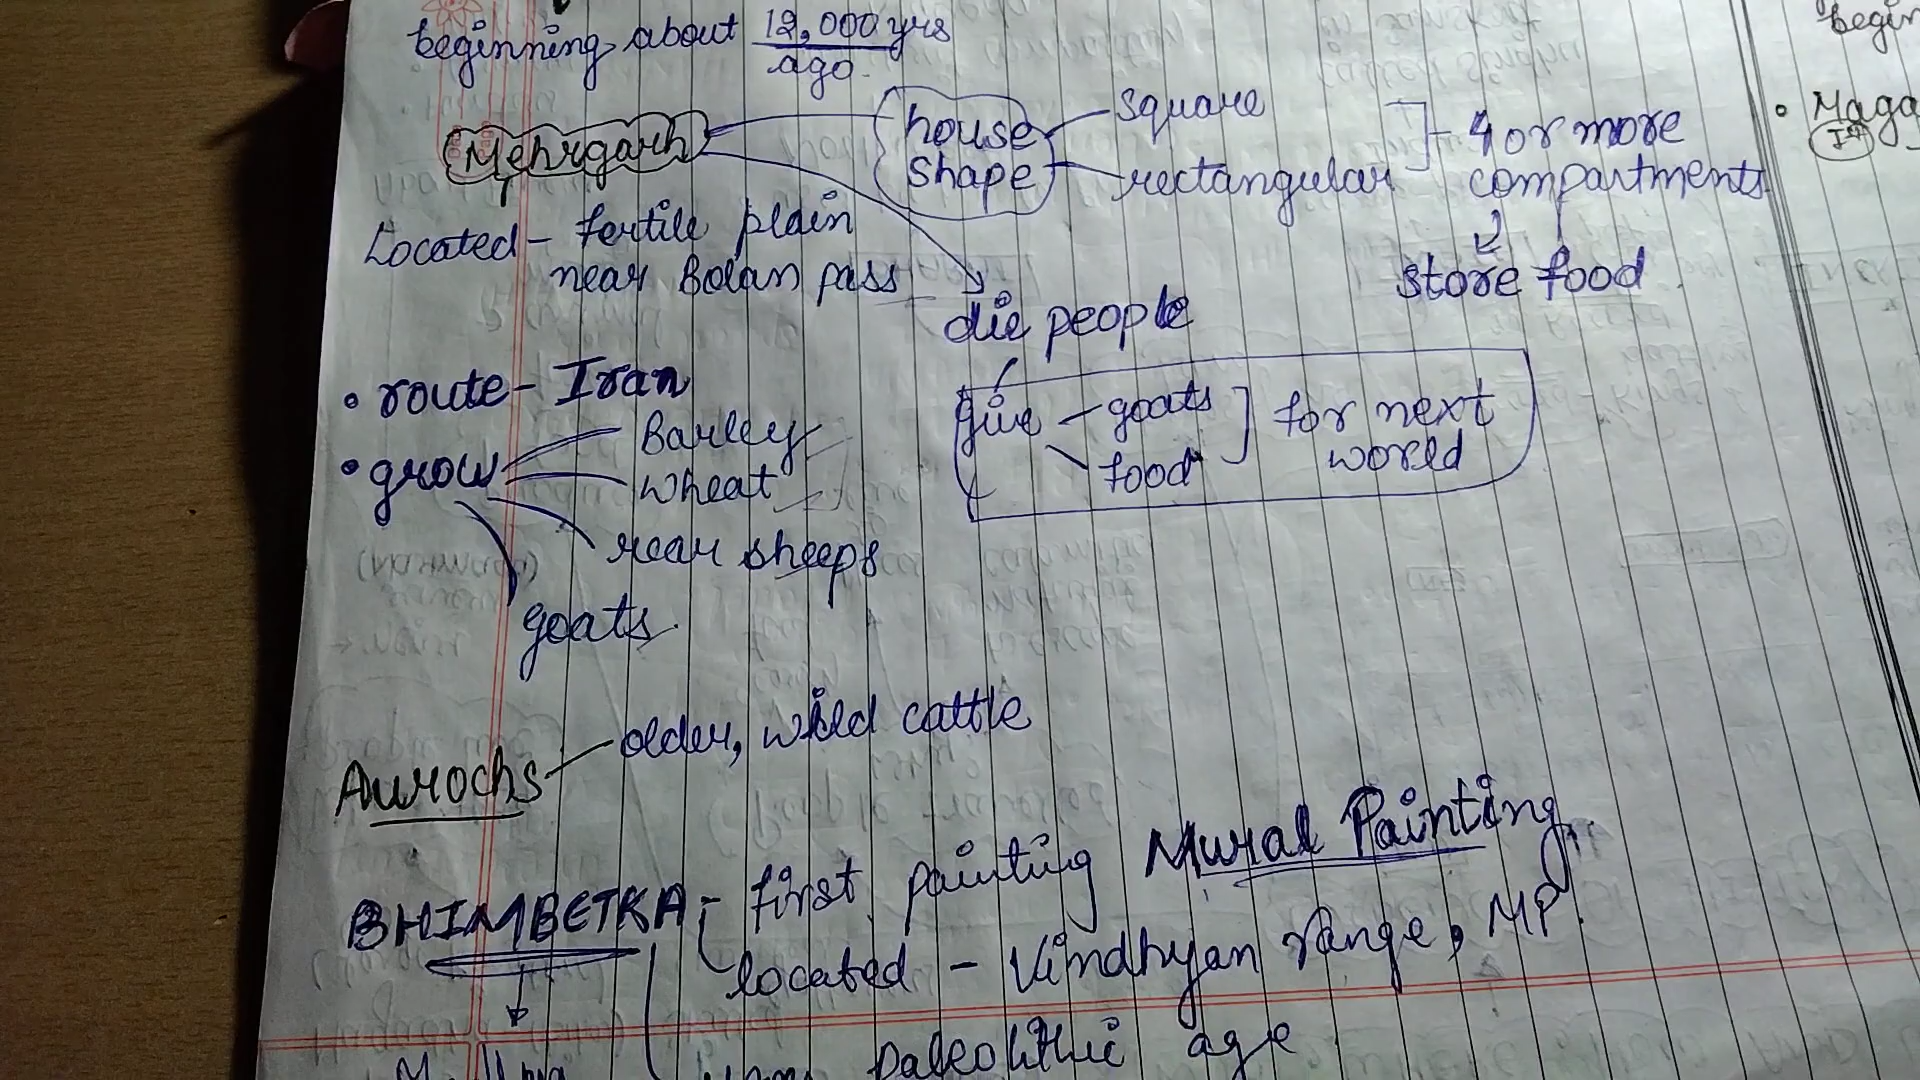 beginning about 12,000 yrs
ago
Mehrgarh
house
shape
square
rectangular
4 or more
compartments
store food
Located - fertile plain
near Bolan pass
die people
give - goats
food
for next
world
• route - Iran
• grow
Barley
wheat
rear sheeps
goats.
Aurochs - older, wild cattle
BHIMBETKA - first painting Mural Painting
located - Vindhyan range, MP.
paleolithic age
begin
• Maga